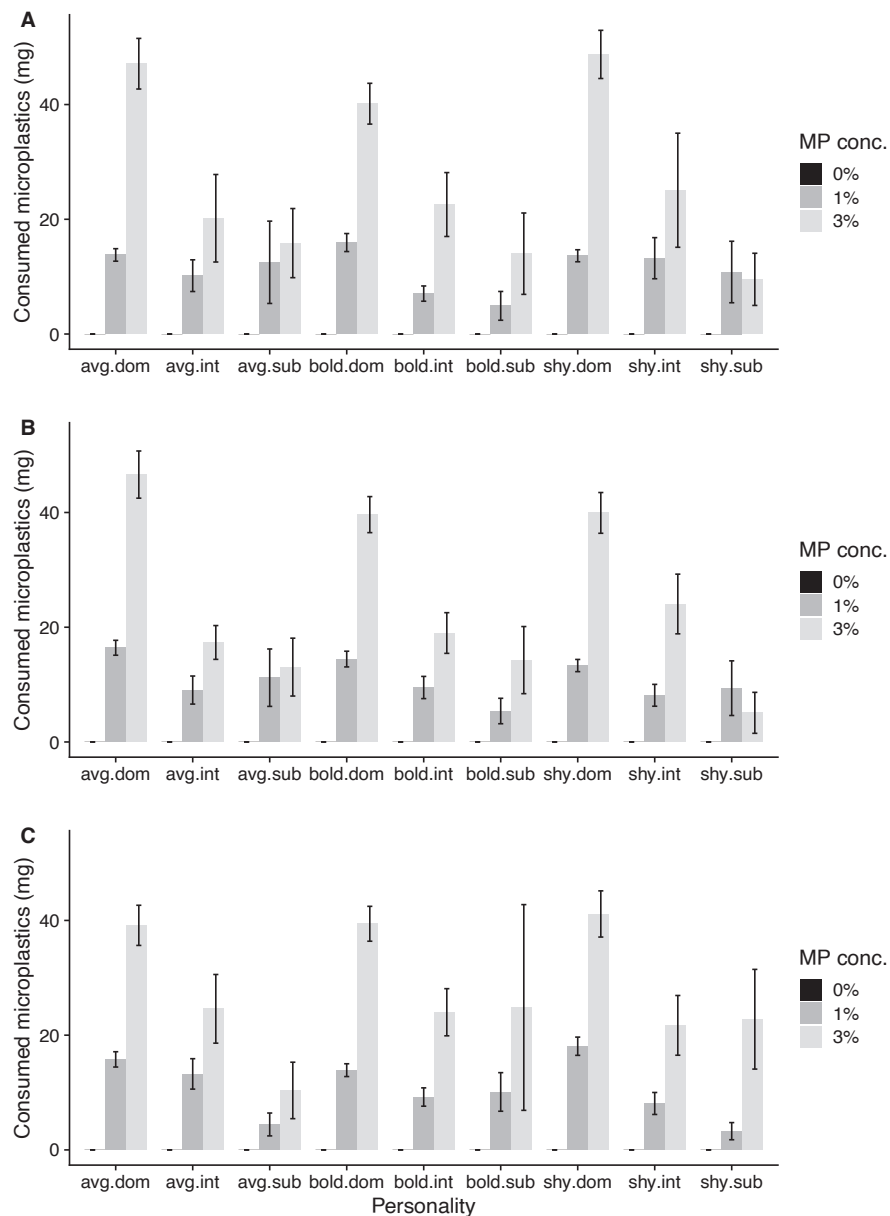 A
Consumed microplastics (mg)
40
20
0
avg.dom avg.int avg.sub bold.dom bold.int bold.sub shy.dom shy.int shy.sub
MP conc.
0%
1%
3%
B
Consumed microplastics (mg)
40
20
0
avg.dom avg.int avg.sub bold.dom bold.int bold.sub shy.dom shy.int shy.sub
MP conc.
0%
1%
3%
C
Consumed microplastics (mg)
40
20
0
avg.dom avg.int avg.sub bold.dom bold.int bold.sub shy.dom shy.int shy.sub
Personality
MP conc.
0%
1%
3%